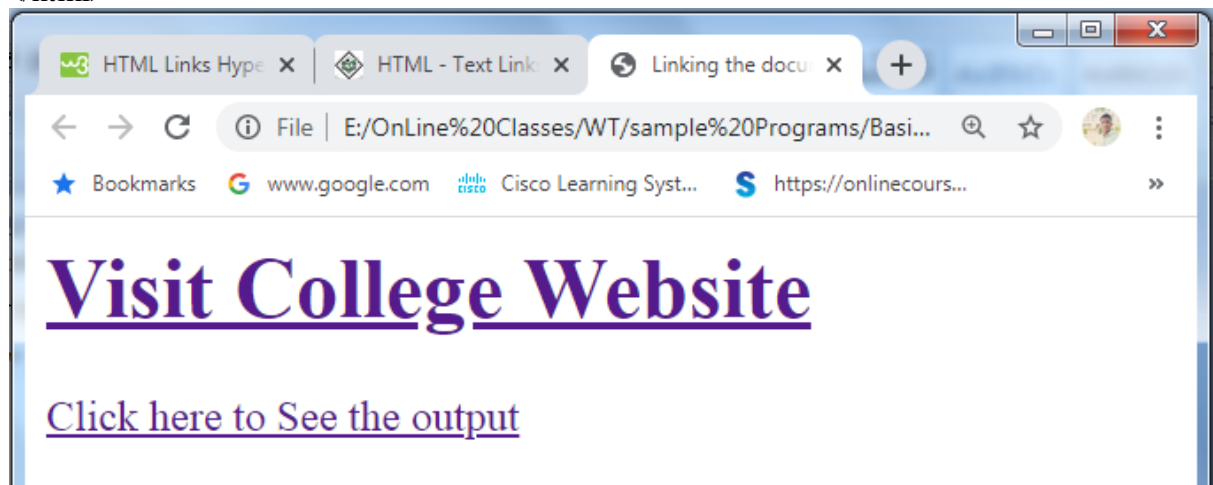 HTML Links Hype
HTML - Text Link
Linking the docu
File | E:/OnLine%20Classes/WT/sample%20Programs/Basi...
Bookmarks www.google.com Cisco Learning Syst... https://onlinecours... »
Visit College Website
Click here to See the output